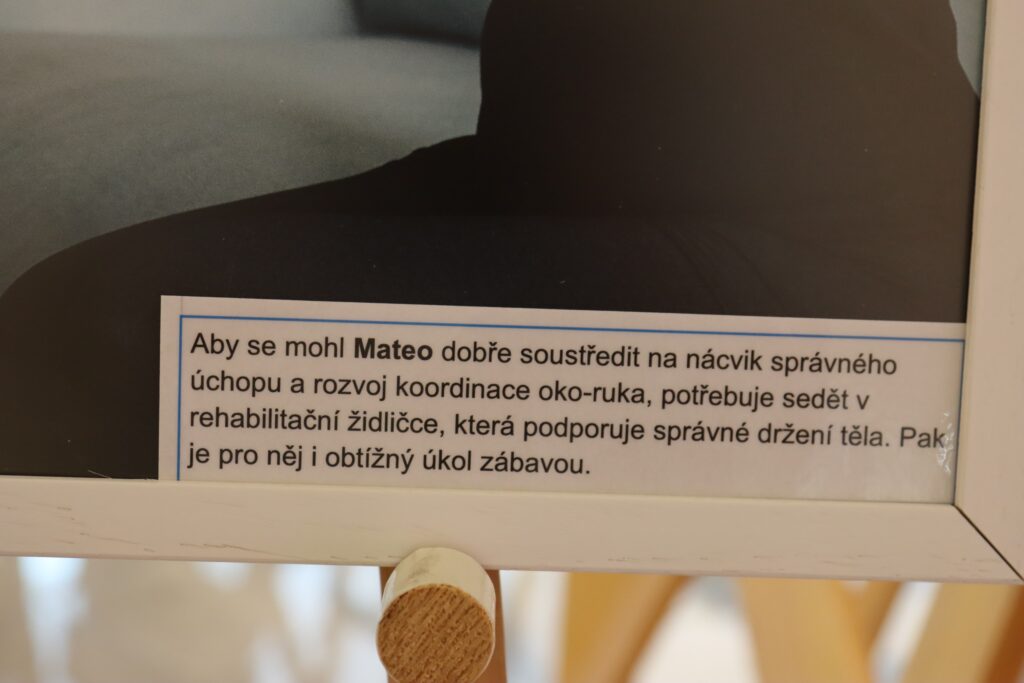 Aby se mohl Mateo dobře soustředit na nácvik správného
úchopu a rozvoj koordinace oko-ruka, potřebuje sedět v
rehabilitační židličce, která podporuje správné držení těla. Pak
je pro něj i obtížný úkol zábavou.